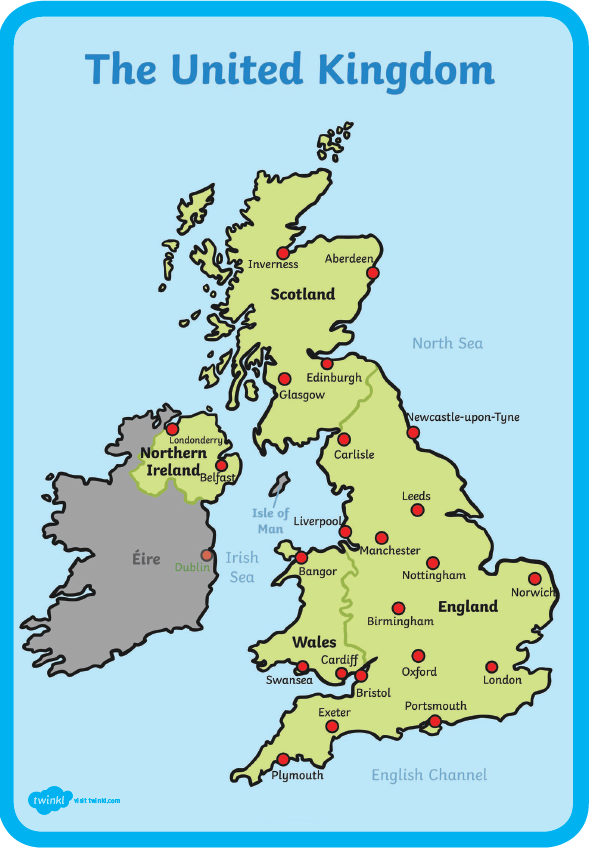 The United Kingdom
Inverness
Aberdeen
Scotland
North Sea
Edinburgh
Glasgow
Newcastle-upon-Tyne
Londonderry
Northern
Ireland
Belfast
Carlisle
Leeds
Isle of
Man
Liverpool
Manchester
Éire
Dublin
Irish
Sea
Bangor
Nottingham
Norwich
England
Birmingham
Wales
Cardiff
Swansea
Bristol
Oxford
London
Exeter
Portsmouth
Plymouth
English Channel
twinkl
visit twinkl.com